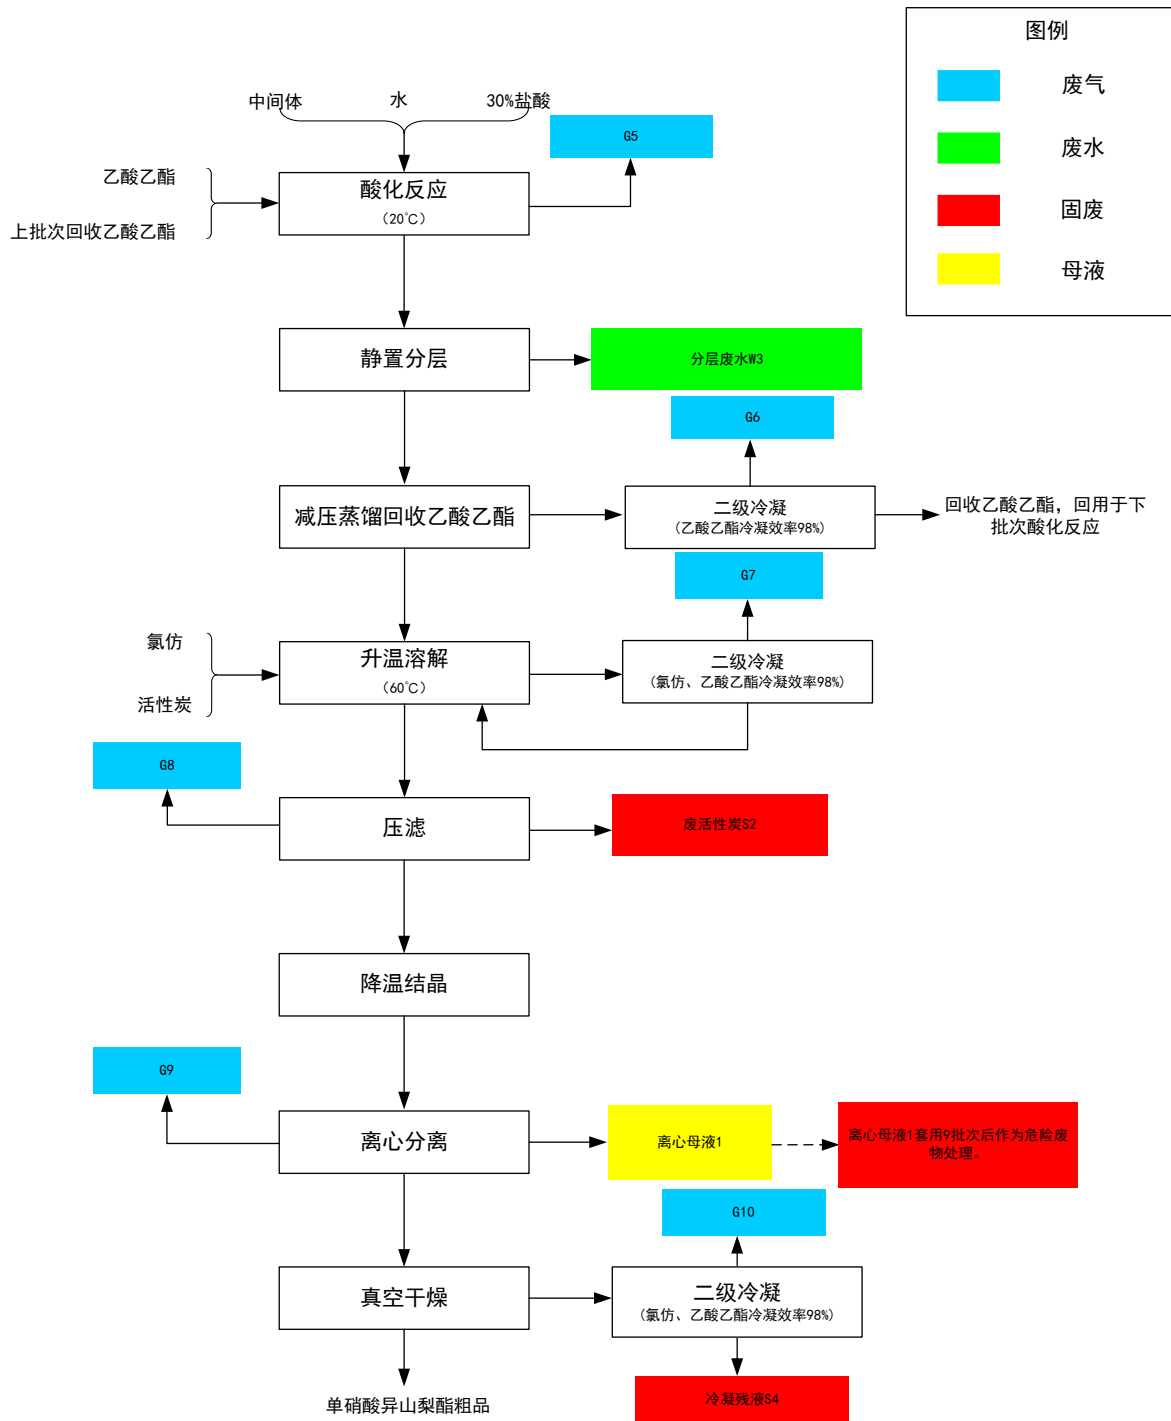 图例
废气
废水
固废
母液
中间体
水
30%盐酸
G5
乙酸乙酯
上批次回收乙酸乙酯
酸化反应
（20℃）
静置分层
分层废水W3
G6
减压蒸馏回收乙酸乙酯
二级冷凝
(乙酸乙酯冷凝效率98%)
回收乙酸乙酯，回用于下
批次酸化反应
G7
氯仿
活性炭
升温溶解
（60℃）
二级冷凝
(氯仿、乙酸乙酯冷凝效率98%)
G8
压滤
废活性炭S2
降温结晶
G9
离心分离
离心母液1
离心母液1套用9批次后作为危险废
物处理。
G10
真空干燥
二级冷凝
(氯仿、乙酸乙酯冷凝效率98%)
单硝酸异山梨酯粗品
冷凝残液S4